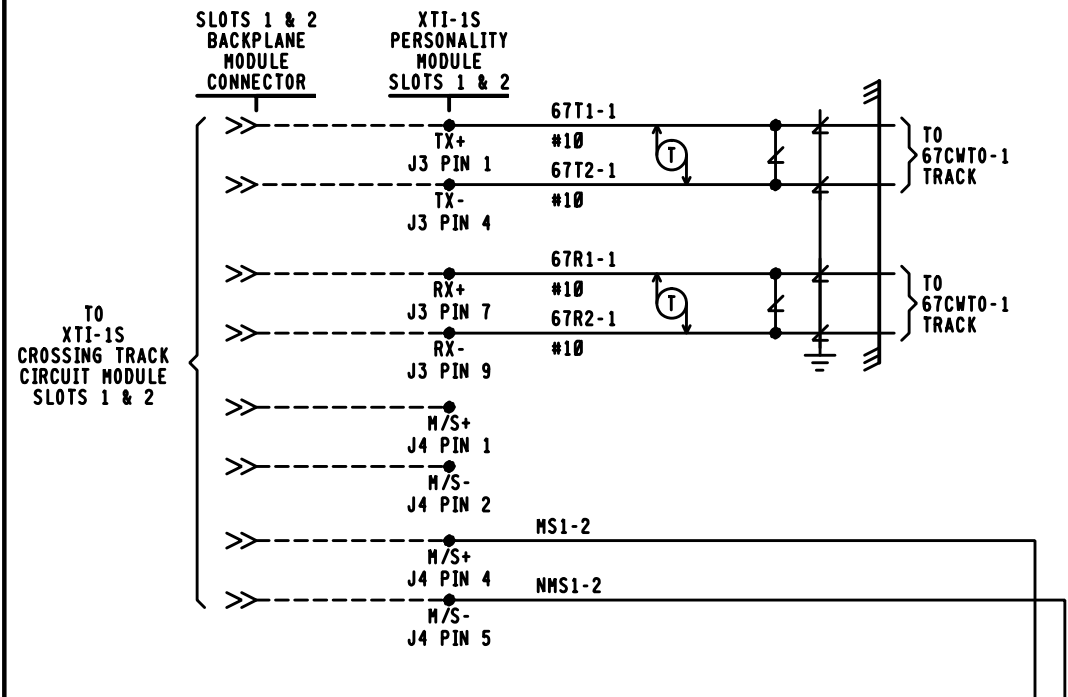 SLOTS 1 & 2
BACKPLANE
MODULE
CONNECTOR
XTI-1S
PERSONALITY
MODULE
SLOTS 1 & 2
67T1-1
#10
TX+
J3 PIN 1
67T2-1
#10
TX-
J3 PIN 4
T
TO
67CWTO-1
TRACK
67R1-1
#10
RX+
J3 PIN 7
67R2-1
#10
RX-
J3 PIN 9
T
TO
67CWTO-1
TRACK
TO
XTI-1S
CROSSING TRACK
CIRCUIT MODULE
SLOTS 1 & 2
M/S+
J4 PIN 1
M/S-
J4 PIN 2
MS1-2
M/S+
J4 PIN 4
NMS1-2
M/S-
J4 PIN 5